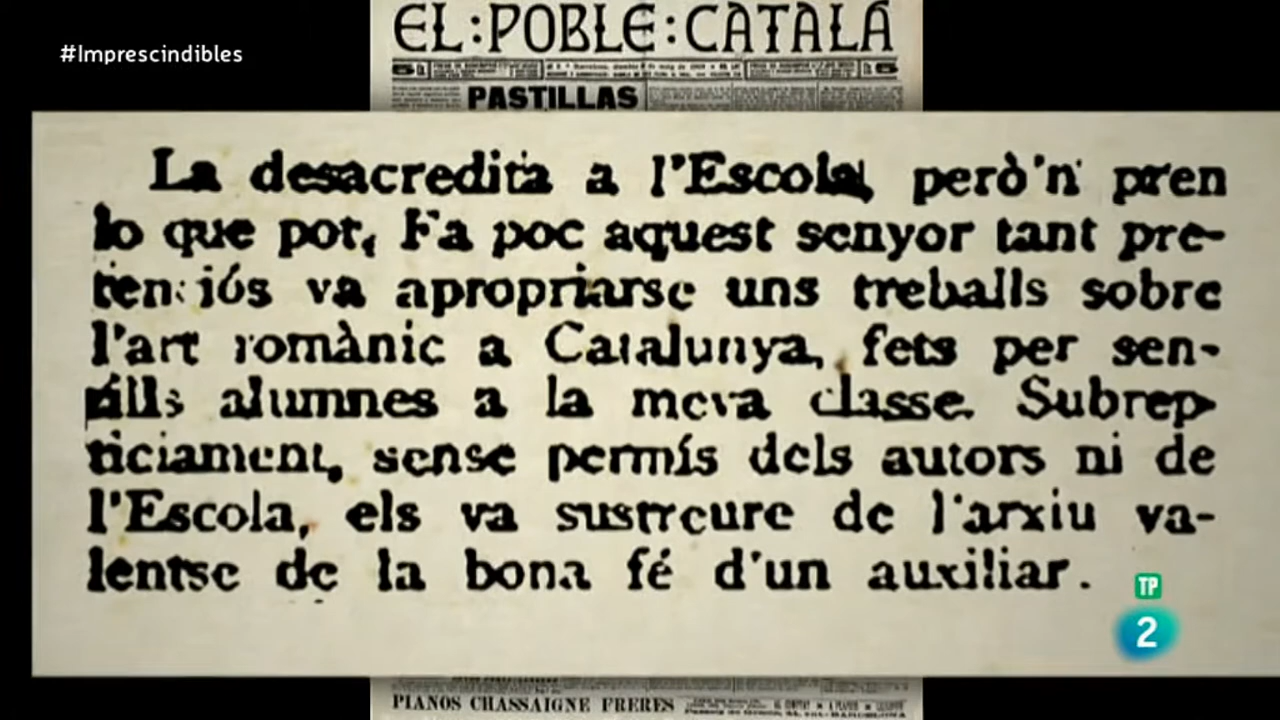 EL:POBLE:CATALÁ
#Imprescindibles
PASTILLAS
La desacredita a l'Escola, però'n pren
lo que pot. Fa poc aquest senyor tant pre-
tenciós va apropriarse uns treballs sobre
l'art romànic a Catalunya, fets per sen-
zills alumnes a la meva classe. Subrep-
ticiament, sense permís dels autors ni de
l'Escola, els va sustreure de l'arxiu va-
lentse de la bona fé d'un auxiliar.
TP
2
PIANOS CHASSAIGNE FRERES